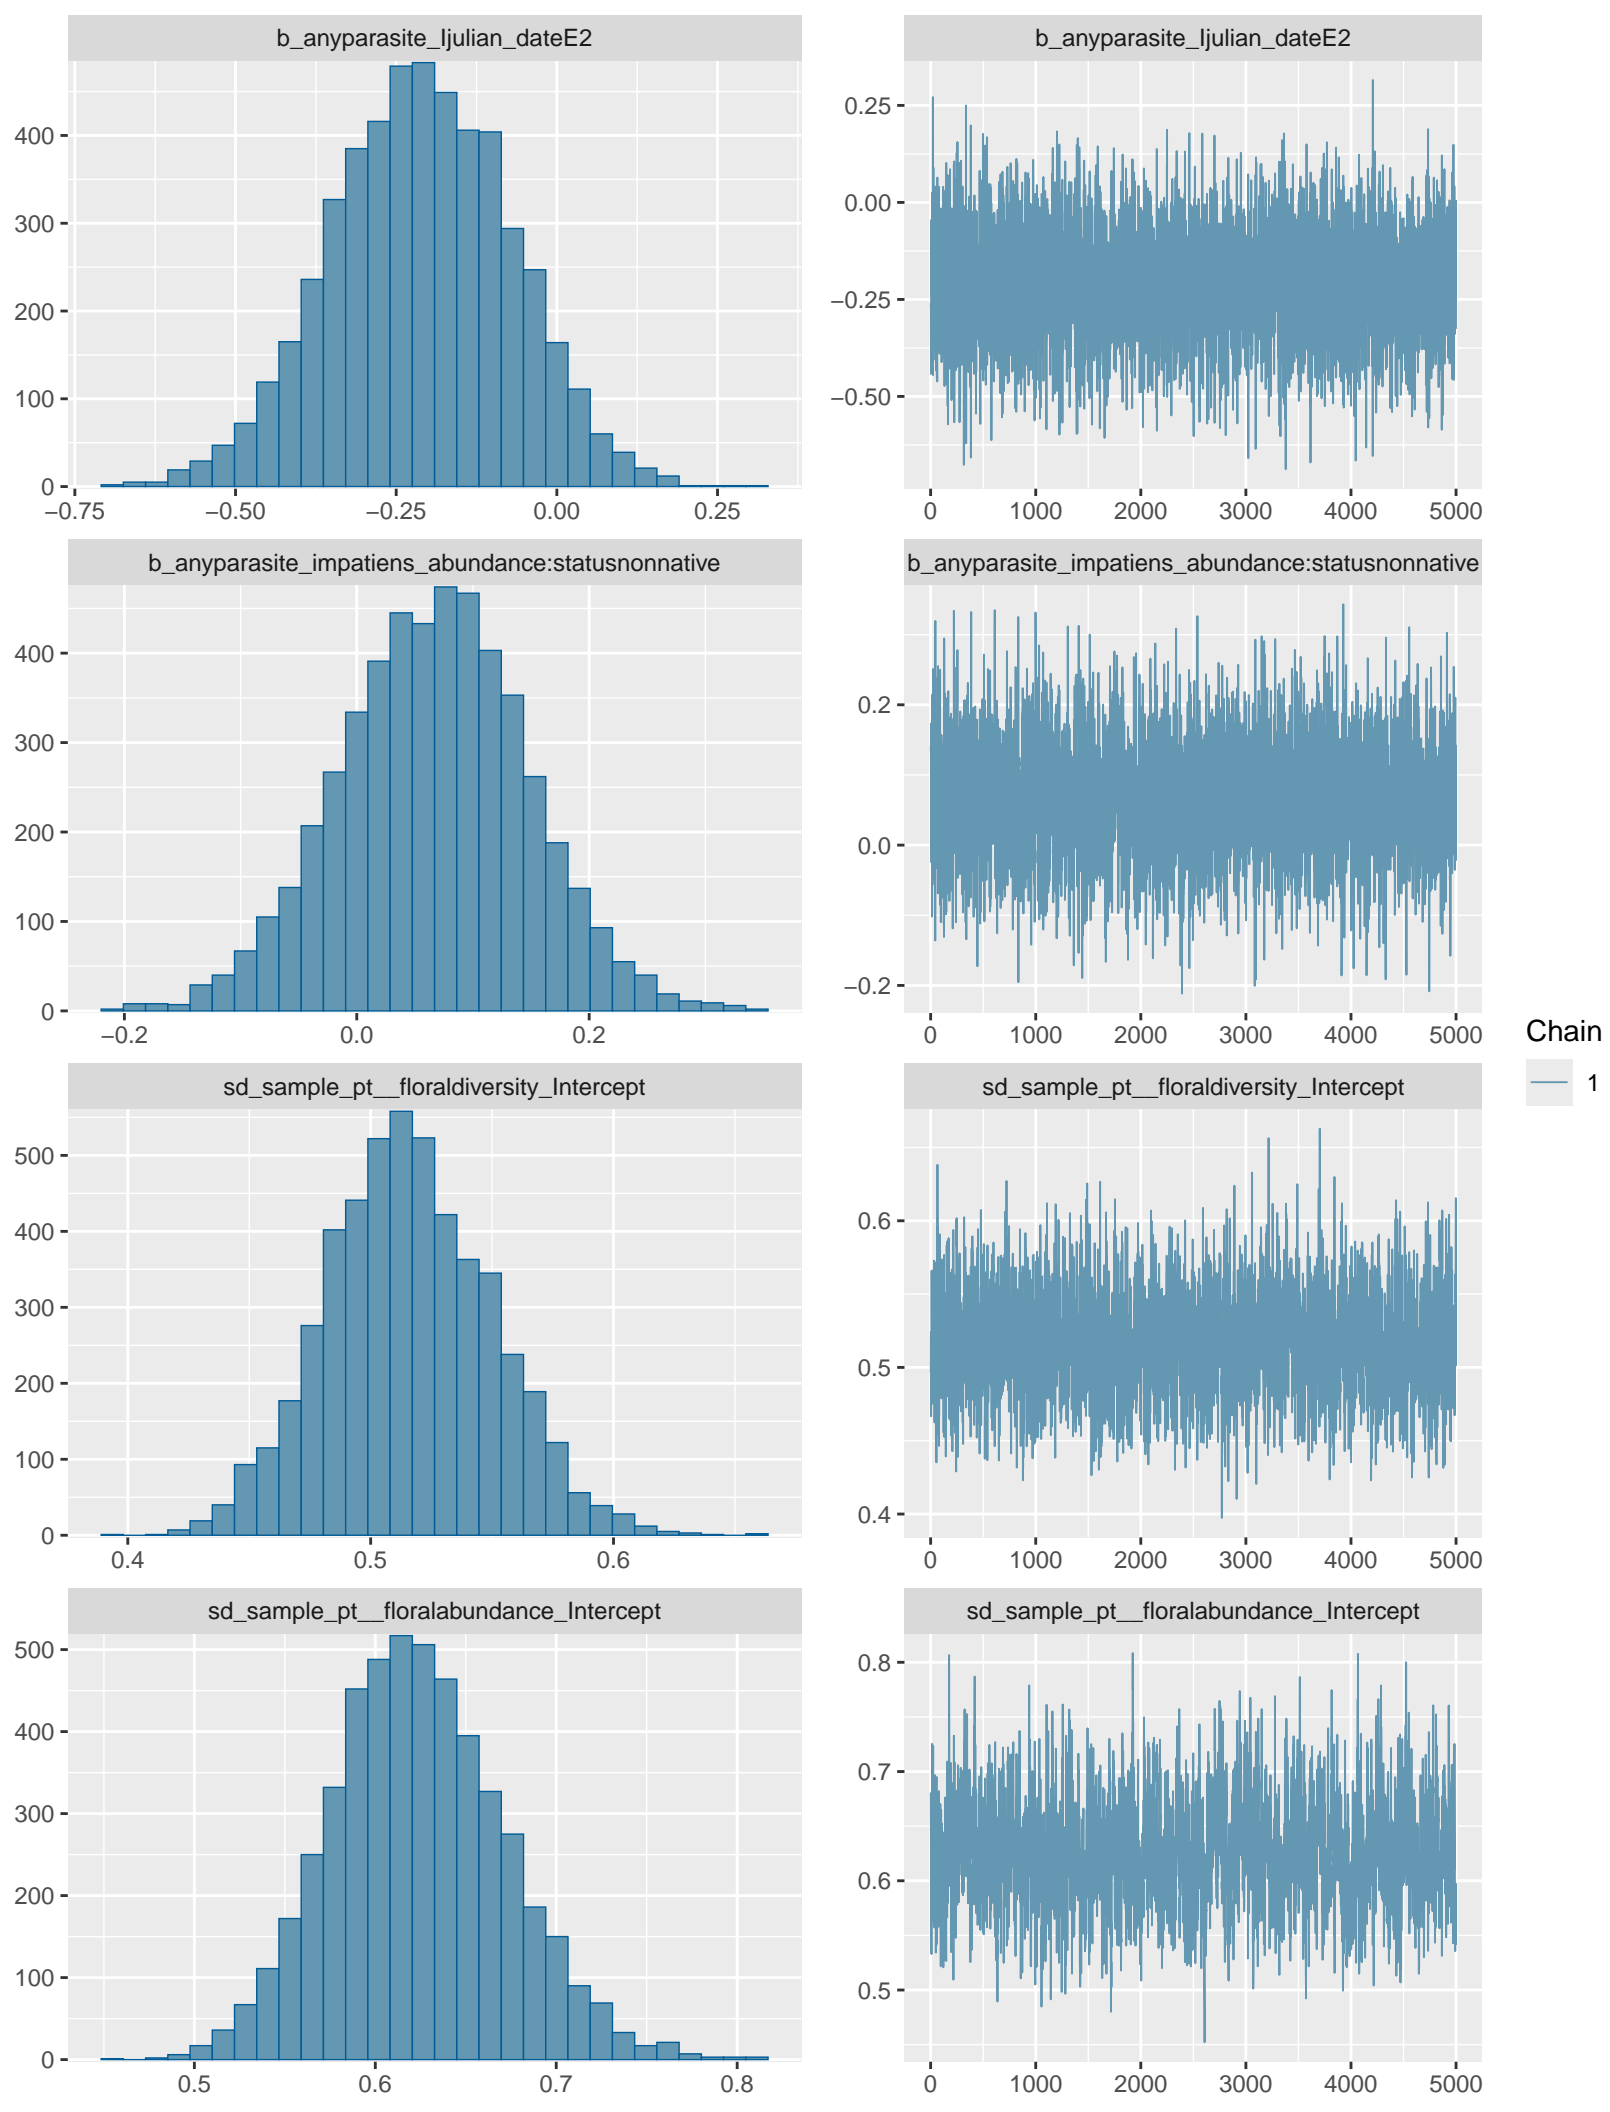 b_anyparasite_Ijulian_dateE2
b_anyparasite_Ijulian_dateE2
400
300
200
100
0
−0.75 −0.50 −0.25 0.00 0.25
0.25
0.00
−0.25
−0.50
0 1000 2000 3000 4000 5000
b_anyparasite_impatiens_abundance:statusnonnative
b_anyparasite_impatiens_abundance:statusnonnative
400
300
200
100
0
−0.2 0.0 0.2
0.2
0.0
−0.2
0 1000 2000 3000 4000 5000
sd_sample_pt__floraldiversity_Intercept
sd_sample_pt__floraldiversity_Intercept
500
400
300
200
100
0
0.4 0.5 0.6
0.6
0.5
0.4
0 1000 2000 3000 4000 5000
sd_sample_pt__floralabundance_Intercept
sd_sample_pt__floralabundance_Intercept
500
400
300
200
100
0
0.5 0.6 0.7 0.8
0.8
0.7
0.6
0.5
0 1000 2000 3000 4000 5000
Chain
1